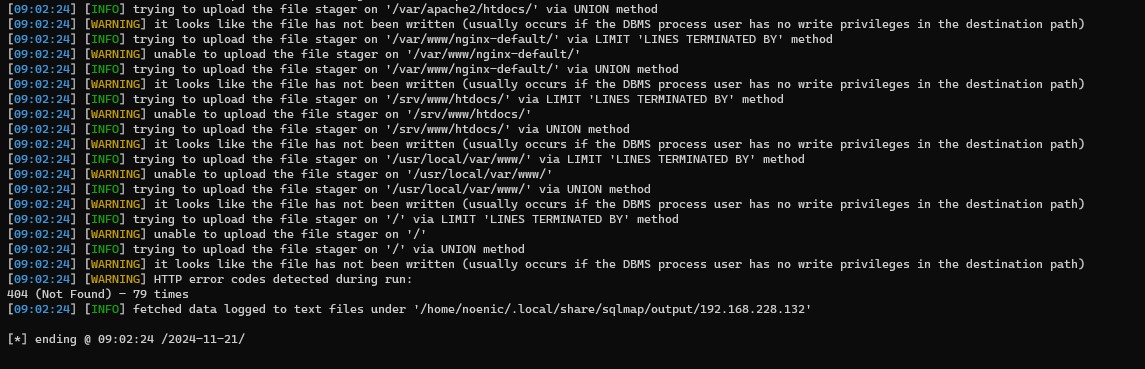 [09:02:24] [INFO] trying to upload the file stager on '/var/apache2/htdocs/' via UNION method
[09:02:24] [WARNING] it looks like the file has not been written (usually occurs if the DBMS process user has no write privileges in the destination path)
[09:02:24] [INFO] trying to upload the file stager on '/var/www/nginx-default/' via LIMIT 'LINES TERMINATED BY' method
[09:02:24] [WARNING] unable to upload the file stager on '/var/www/nginx-default/'
[09:02:24] [INFO] trying to upload the file stager on '/var/www/nginx-default/' via UNION method
[09:02:24] [WARNING] it looks like the file has not been written (usually occurs if the DBMS process user has no write privileges in the destination path)
[09:02:24] [INFO] trying to upload the file stager on '/srv/www/htdocs/' via LIMIT 'LINES TERMINATED BY' method
[09:02:24] [WARNING] unable to upload the file stager on '/srv/www/htdocs/'
[09:02:24] [INFO] trying to upload the file stager on '/srv/www/htdocs/' via UNION method
[09:02:24] [WARNING] it looks like the file has not been written (usually occurs if the DBMS process user has no write privileges in the destination path)
[09:02:24] [INFO] trying to upload the file stager on '/usr/local/var/www/' via LIMIT 'LINES TERMINATED BY' method
[09:02:24] [WARNING] unable to upload the file stager on '/usr/local/var/www/'
[09:02:24] [INFO] trying to upload the file stager on '/usr/local/var/www/' via UNION method
[09:02:24] [WARNING] it looks like the file has not been written (usually occurs if the DBMS process user has no write privileges in the destination path)
[09:02:24] [INFO] trying to upload the file stager on '/' via LIMIT 'LINES TERMINATED BY' method
[09:02:24] [WARNING] unable to upload the file stager on '/'
[09:02:24] [INFO] trying to upload the file stager on '/' via UNION method
[09:02:24] [WARNING] it looks like the file has not been written (usually occurs if the DBMS process user has no write privileges in the destination path)
[09:02:24] [WARNING] HTTP error codes detected during run:
404 (Not Found) - 79 times
[09:02:24] [INFO] fetched data logged to text files under '/home/noenic/.local/share/sqlmap/output/192.168.228.132'
[*] ending @ 09:02:24 /2024-11-21/